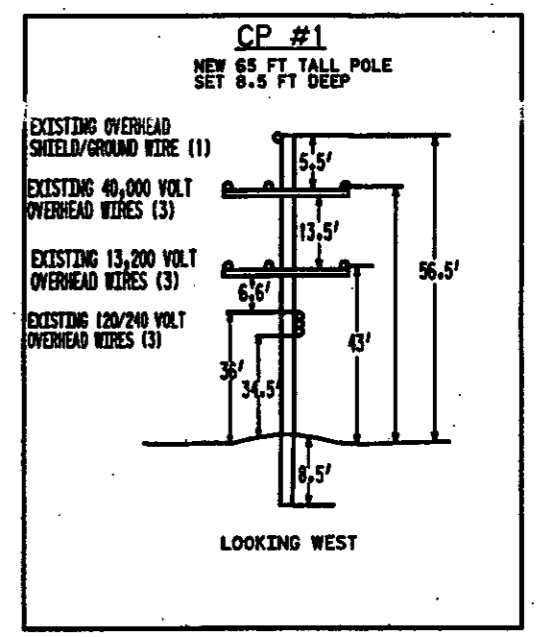 CP #1
NEW 65 FT TALL POLE
SET 8.5 FT DEEP
EXISTING OVERHEAD
SHIELD/GROUND WIRE (1)
5.5'
EXISTING 40,000 VOLT
OVERHEAD WIRES (3)
13.5'
EXISTING 13,200 VOLT
OVERHEAD WIRES (3)
56.5'
6.6'
EXISTING 120/240 VOLT
OVERHEAD WIRES (3)
43'
36'
34.5'
8.5'
LOOKING WEST